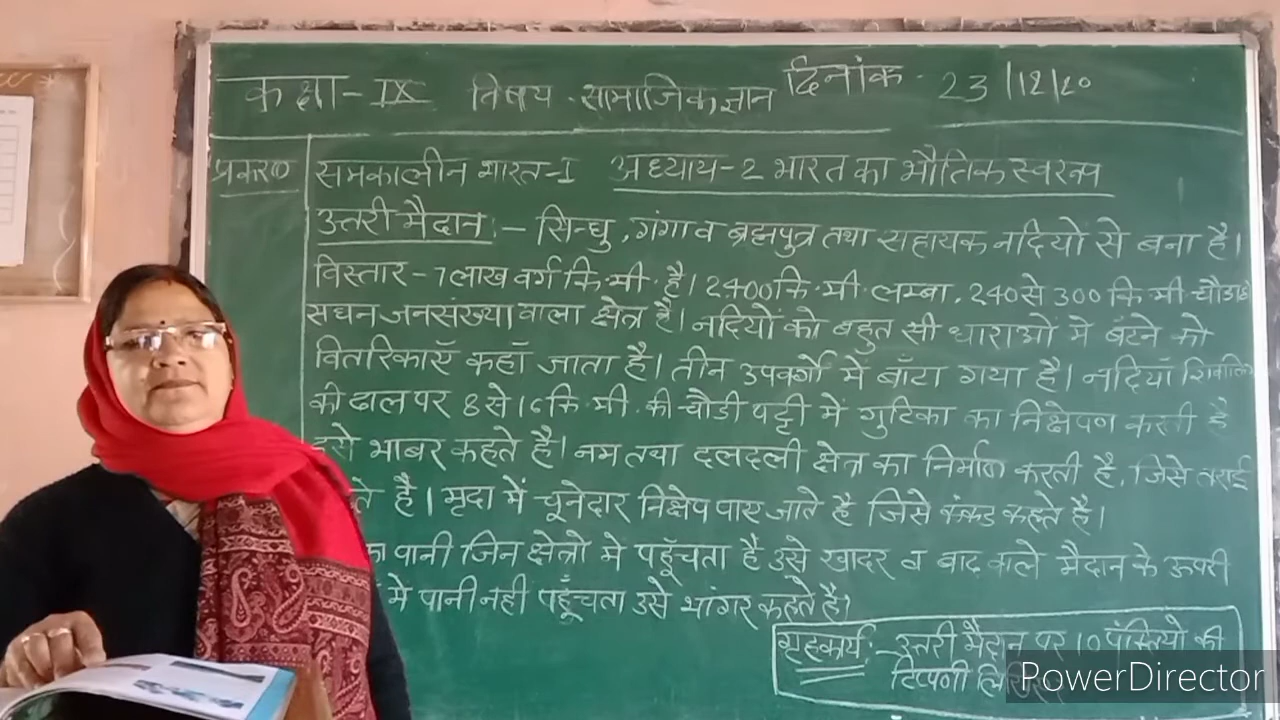 कक्षा - IX विषय - सामाजिक ज्ञान दिनांक - 23/12/20
प्रकरण समकालीन भारत-I अध्याय-2 भारत का भौतिक स्वरूप
उत्तरी मैदान :- सिन्धु, गंगा व ब्रह्मपुत्र तथा सहायक नदियों से बना है।
विस्तार - 7 लाख वर्ग कि.मी. है। 2400 कि.मी. लम्बा, 240 से 300 कि.मी. चौडा है
सघन जनसंख्या वाला क्षेत्र है। नदियों को बहुत सी धाराओं मे बंटने को
वितरिकाएँ कहाँ जाता है। तीन उपवर्गो में बाँटा गया है। नदियाँ शिवालिक
की ढाल पर 8 से 16 कि.मी. की चौडी पट्टी में गुटिका का निक्षेपण करती है
इसे भाबर कहते है। नम तथा दलदली क्षेत्र का निर्माण करती है, जिसे तराई
है। मृदा में चूनेदार निक्षेप पाए जाते है जिसे कंकड कहते है।
का पानी जिन क्षेत्रो मे पहूँचता है उसे खादर व बाढ़ वाले मैदान के ऊपरी
में पानी नही पहूँचता उसे भांगर कहते है।
गृहकार्य :- उत्तरी मैदान पर 10 पंक्तियो की
टिप्पणी
PowerDirector